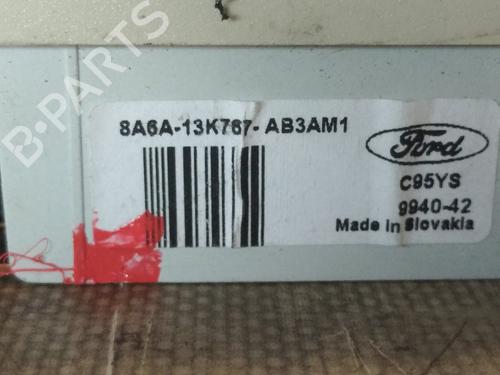 B-PARTS
8A6A-13K767- AB3AM1
Ford
C95YS
9940-42
Made in Slovakia